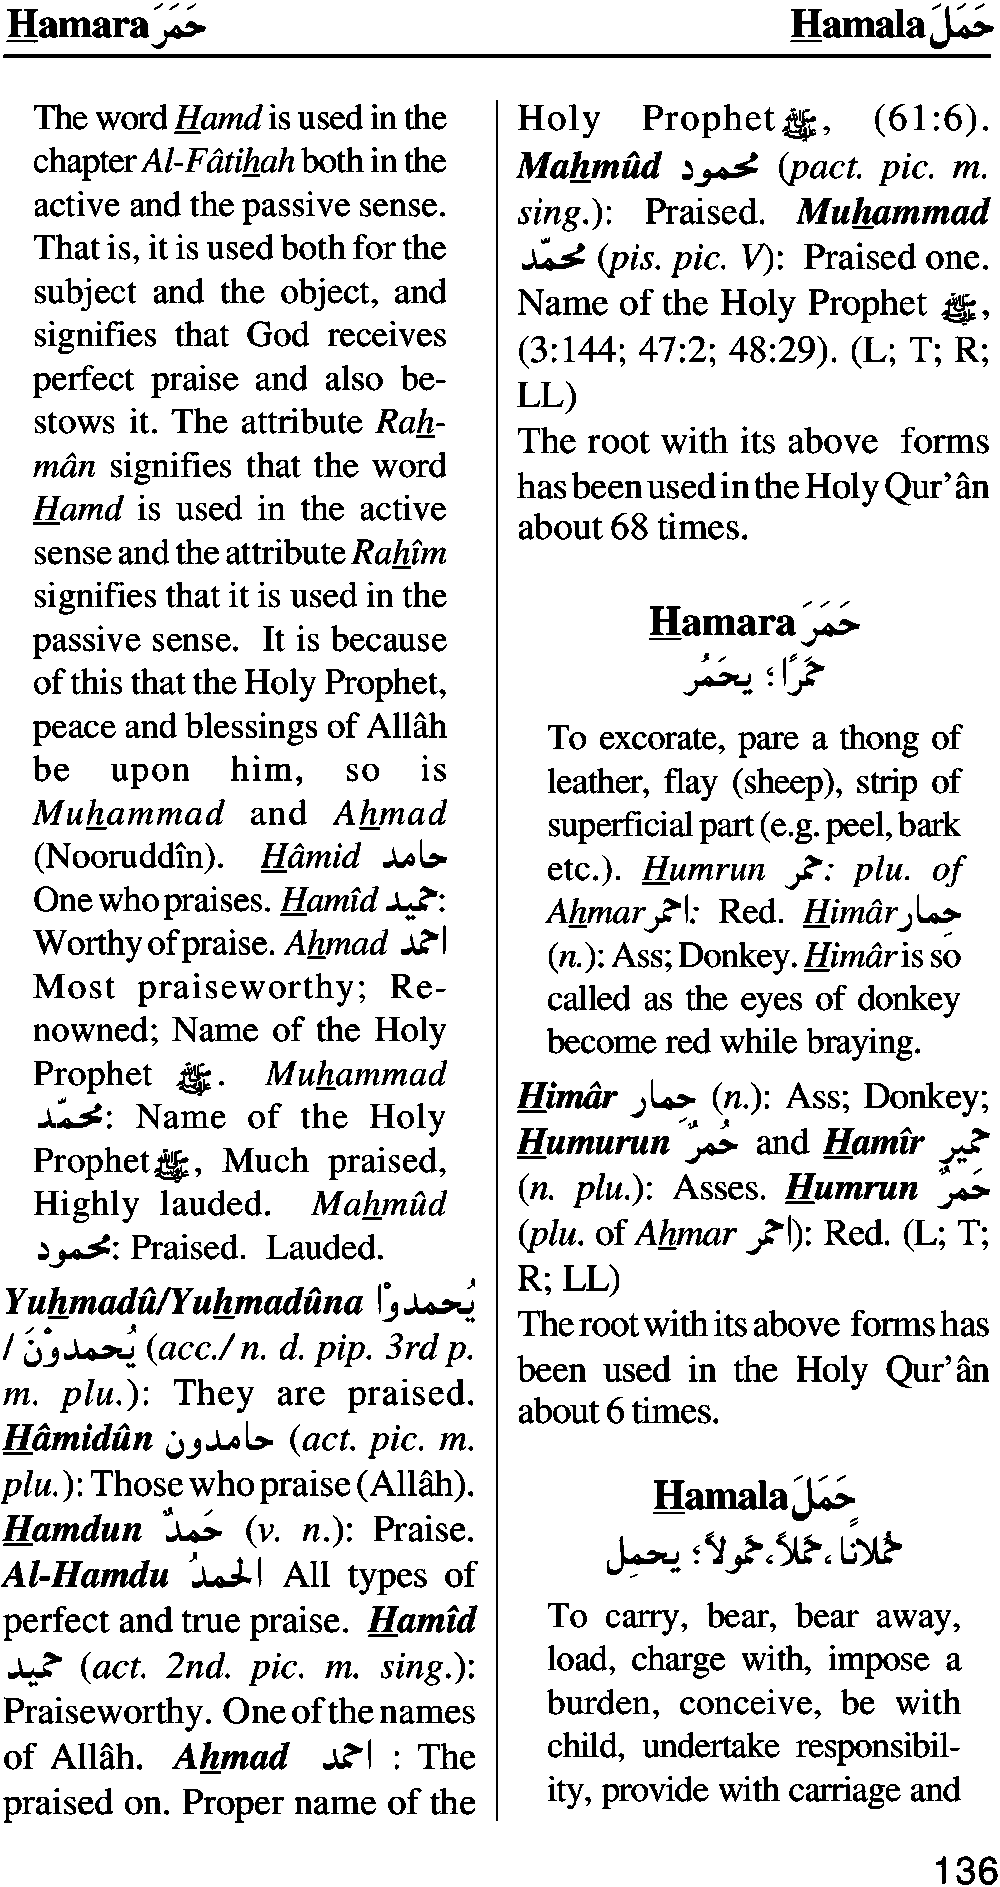 Hamara حَمَرَ
Hamala حَمَلَ
The word Hamd is used in the
chapter Al-Fâtihah both in the
active and the passive sense.
That is, it is used both for the
subject and the object, and
signifies that God receives
perfect praise and also be-
stows it. The attribute Rah-
mân signifies that the word
Hamd is used in the active
sense and the attribute Rahîm
signifies that it is used in the
passive sense. It is because
of this that the Holy Prophet,
peace and blessings of Allâh
be upon him, so is
Muhammad and Ahmad
(Nooruddîn). Hâmid حامد
One who praises. Hamîd حميد:
Worthy of praise. Ahmad احمد
Most praiseworthy; Re-
nowned; Name of the Holy
Prophet ﷺ. Muhammad
محمّد: Name of the Holy
Prophet ﷺ, Much praised,
Highly lauded. Mahmûd
محمود: Praised. Lauded.
Yuhmadû/Yuhmadûna يُحمدوْا
/ يُحمدوْنَ (acc./ n. d. pip. 3rd p.
m. plu.): They are praised.
Hâmidûn حامدون (act. pic. m.
plu.): Those who praise (Allâh).
Hamdun حَمدٌ (v. n.): Praise.
Al-Hamdu الحمدُ All types of
perfect and true praise. Hamîd
حميد (act. 2nd. pic. m. sing.):
Praiseworthy. One of the names
of Allâh. Ahmad احمد : The
praised on. Proper name of the
Holy Prophet ﷺ, (61:6).
Mahmûd محمود (pact. pic. m.
sing.): Praised. Muhammad
محمّد (pis. pic. V): Praised one.
Name of the Holy Prophet ﷺ,
(3:144; 47:2; 48:29). (L; T; R;
LL)
The root with its above forms
has been used in the Holy Qur’ân
about 68 times.
Hamara حَمَرَ
حَمرًا؛ يحَمُر
To excorate, pare a thong of
leather, flay (sheep), strip of
superficial part (e.g. peel, bark
etc.). Humrun حمر: plu. of
Ahmar احمر: Red. Himâr حِمار
(n.): Ass; Donkey. Himâr is so
called as the eyes of donkey
become red while braying.
Himâr حِمار (n.): Ass; Donkey;
Humurun حُمرٌ and Hamîr حمير
(n. plu.): Asses. Humrun حَمرٌ
(plu. of Ahmar احمر): Red. (L; T;
R; LL)
The root with its above forms has
been used in the Holy Qur’ân
about 6 times.
Hamala حَمَلَ
حُملانًا، حملاً، حمولاً؛ يحمِل
To carry, bear, bear away,
load, charge with, impose a
burden, conceive, be with
child, undertake responsibil-
ity, provide with carriage and
136